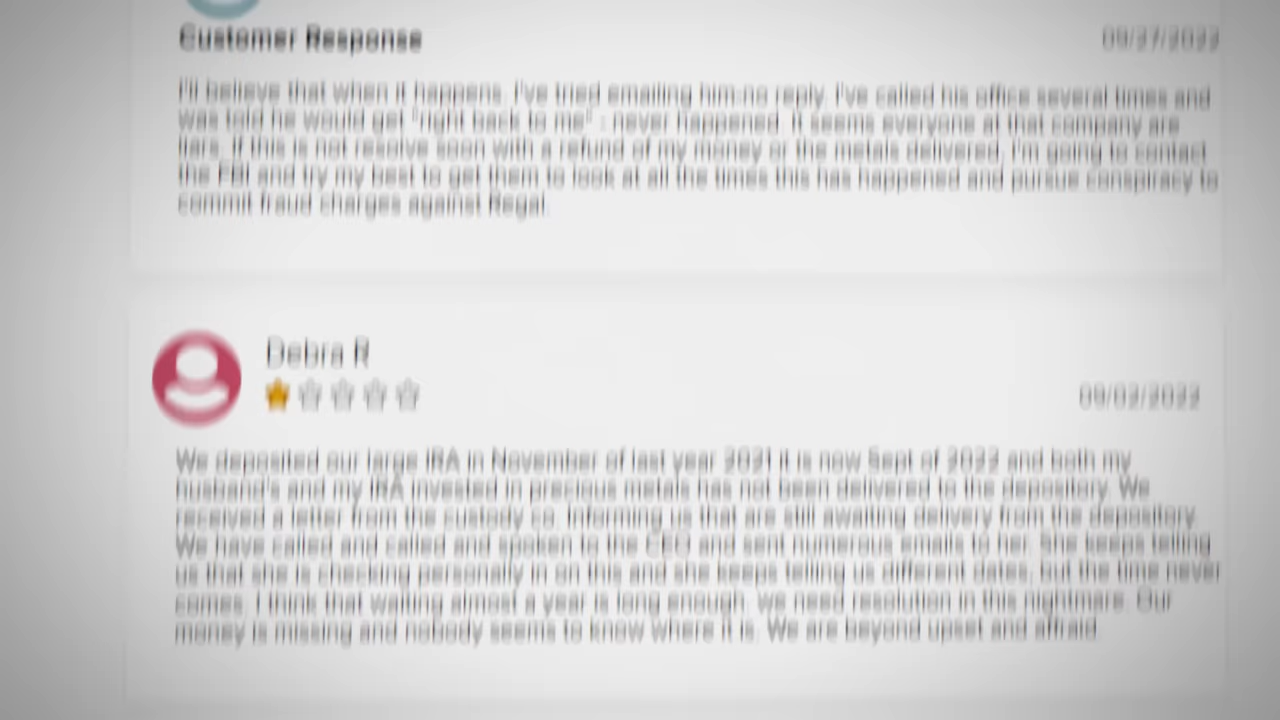 Customer Response
09/27/2022
I'll believe that when it happens. I've tried emailing him:no reply. I've called his office several times and
was told he would get "right back to me" : never happened. It seems everyone at that company are
liars. If this is not resolve soon with a refund of my money or the metals delivered, I'm going to contact
the FBI and try my best to get them to look at all the times this has happened and pursue conspiracy to
commit fraud charges against Regal.
Debra R
09/02/2022
We deposited our large IRA in November of last year 2021 it is now Sept of 2022 and both my
husband's and my IRA invested in precious metals has not been delivered to the depository. We
received a letter from the custody co. Informing us that are still awaiting delivery from the depository.
We have called and called and spoken to the CEO and sent numerous emails to her. She keeps telling
us that she is checking personally in on this and she keeps telling us different dates, but the time never
comes. I think that waiting almost a year is long enough, we need resolution in this nightmare. Our
money is missing and nobody seems to know where it is. We are beyond upset and afraid.